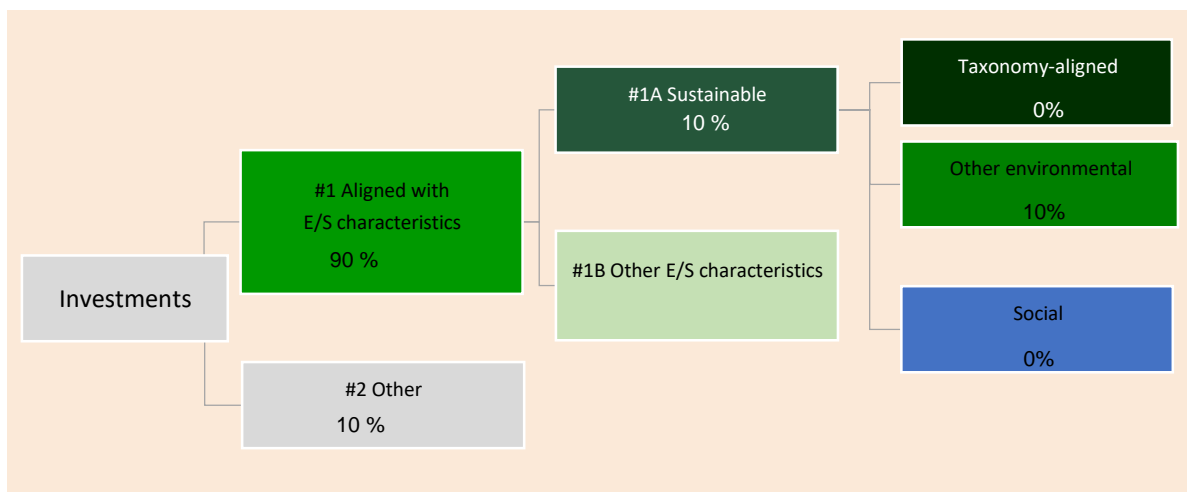 Investments
#1 Aligned with
E/S characteristics
90 %
#2 Other
10 %
#1A Sustainable
10 %
#1B Other E/S characteristics
Taxonomy-aligned
0%
Other environmental
10%
Social
0%